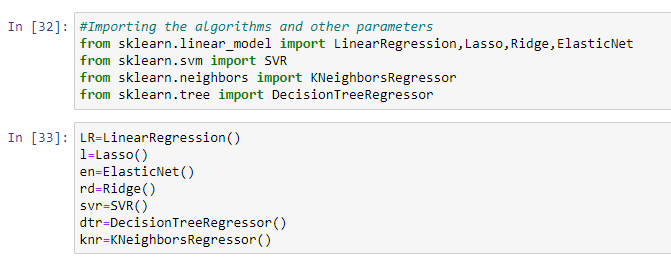 In [32]: #Importing the algorithms and other parameters
from sklearn.linear_model import LinearRegression,Lasso,Ridge,ElasticNet
from sklearn.svm import SVR
from sklearn.neighbors import KNeighborsRegressor
from sklearn.tree import DecisionTreeRegressor
In [33]: LR=LinearRegression()
l=Lasso()
en=ElasticNet()
rd=Ridge()
svr=SVR()
dtr=DecisionTreeRegressor()
knr=KNeighborsRegressor()